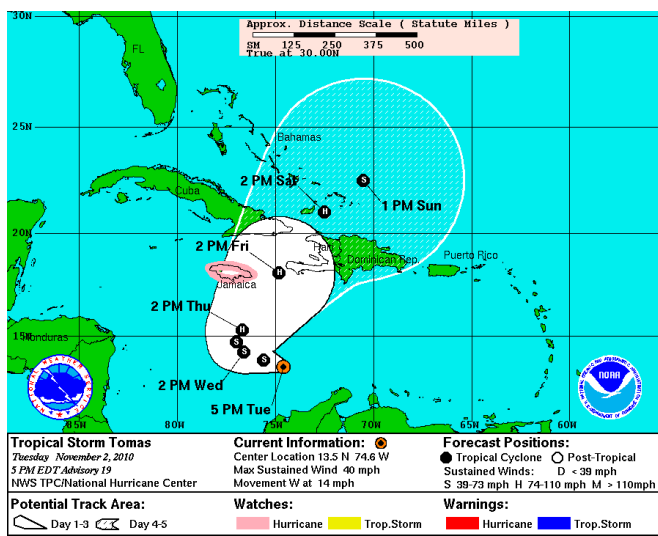 Approx. Distance Scale ( Statute Miles )
SM 125 250 375 500
True at 30.00N
30N
FL
25N
Bahamas
2 PM Sat
S
1 PM Sun
Cuba
H
20N
2 PM Fri
Hait
Dominican Rep.
Puerto Rico
H
Jamaica
2 PM Thu
H
15N
Honduras
S
S
S
2 PM Wed
5 PM Tue
NATIONAL WEATHER SERVICE
NOAA
85W 80W 75W 70W 65W 60W
Tropical Storm Tomas
Tuesday November 2, 2010
5 PM EDT Advisory 19
NWS TPC/National Hurricane Center
Current Information:
Center Location 13.5 N 74.6 W
Max Sustained Wind 40 mph
Movement W at 14 mph
Forecast Positions:
Tropical Cyclone Post-Tropical
Sustained Winds: D < 39 mph
S 39-73 mph H 74-110 mph M > 110mph
Potential Track Area:
Day 1-3 Day 4-5
Watches:
Hurricane Trop.Storm
Warnings:
Hurricane Trop.Storm